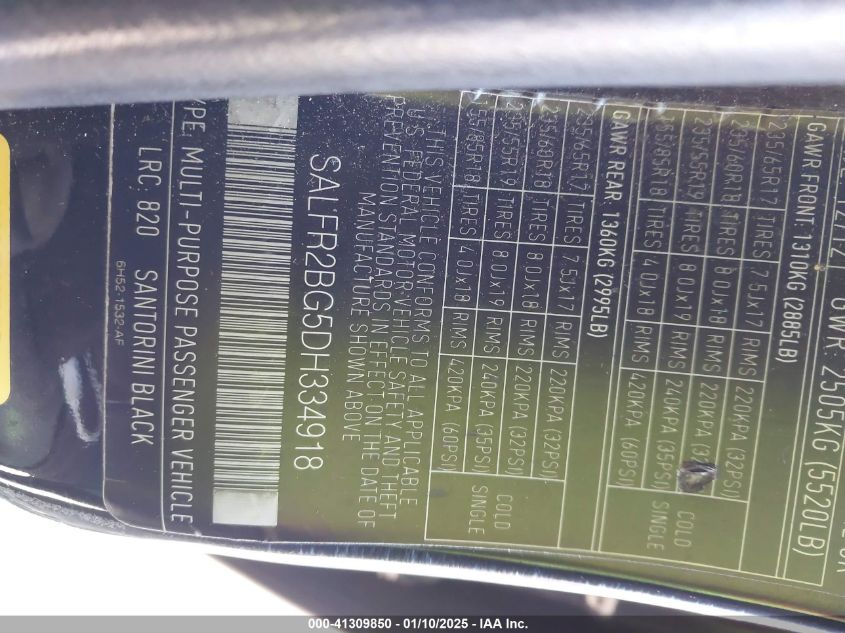 12/12 GVWR: 2505KG (5520LB)
GAWR FRONT: 1310KG (2885LB)
235/65R17 TIRES 7.5Jx17 RIMS 220KPA (32PSI)
235/60R18 TIRES 8.0Jx18 RIMS 220KPA
235/55R19 TIRES 8.0Jx19 RIMS 240KPA (35PSI) COLD
155/85R18 TIRES 4.0Jx18 RIMS 420KPA (60PSI) SINGLE
GAWR REAR: 1360KG (2995LB)
235/65R17 TIRES 7.5Jx17 RIMS 220KPA (32PSI)
235/60R18 TIRES 8.0Jx18 RIMS 220KPA (32PSI)
235/55R19 TIRES 8.0Jx19 RIMS 240KPA (35PSI) COLD
155/85R18 TIRES 4.0Jx18 RIMS 420KPA (60PSI) SINGLE
THIS VEHICLE CONFORMS TO ALL APPLICABLE
U.S. FEDERAL MOTOR VEHICLE SAFETY AND THEFT
PREVENTION STANDARDS IN EFFECT ON THE DATE OF
MANUFACTURE SHOWN ABOVE
SALFR2BG5DH334918
YPE. MULTI-PURPOSE PASSENGER VEHICLE
LRC. 820 SANTORINI BLACK
6H52-1532-AF
000-41309850 - 01/10/2025 - IAA Inc.